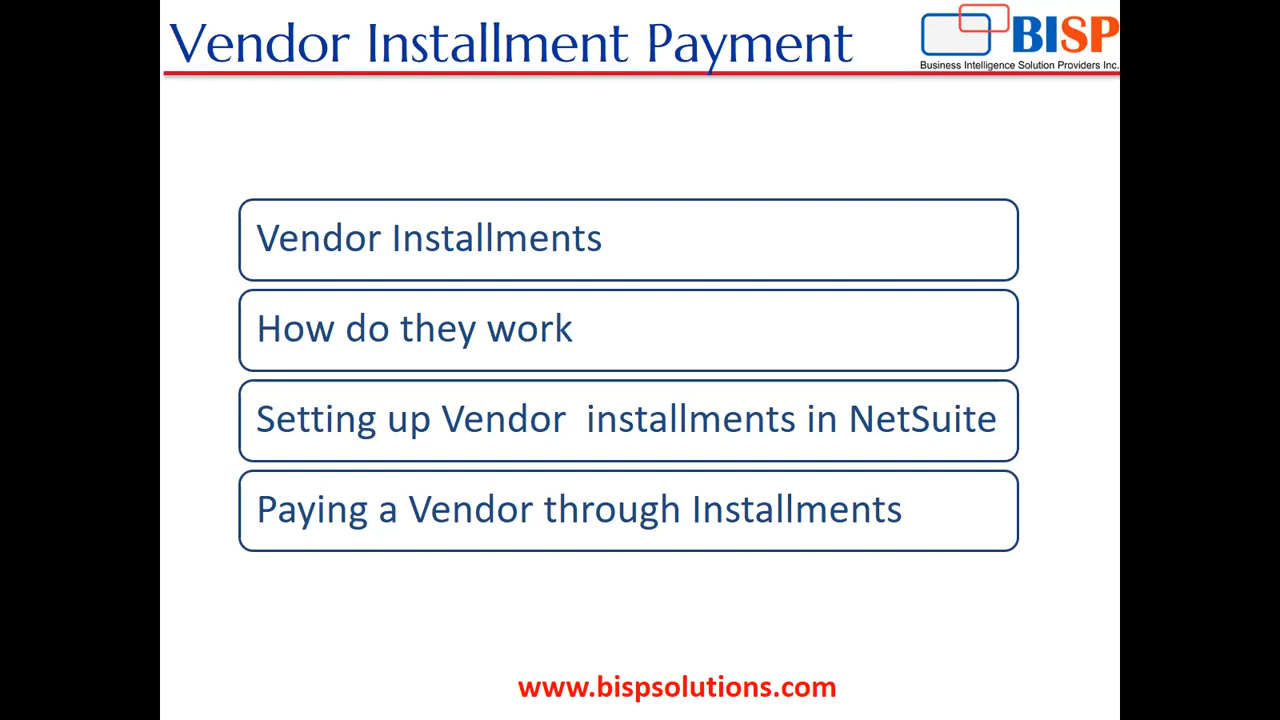 Vendor Installment Payment
BISP
Business Intelligence Solution Providers Inc.
Vendor Installments
How do they work
Setting up Vendor  installments in NetSuite
Paying a Vendor through Installments
www.bispsolutions.com